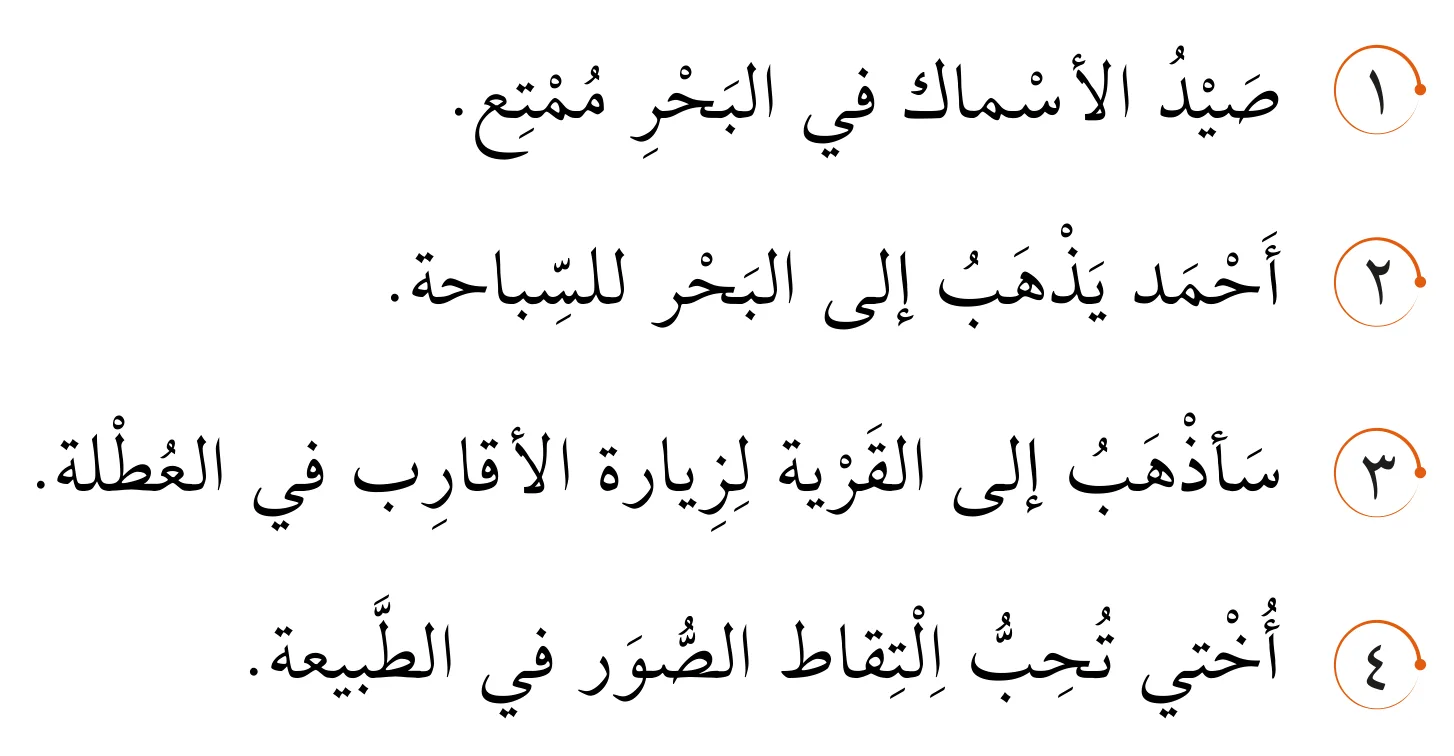 ١ صَيْدُ الأسْماك في البَحْرِ مُمْتِع.
٢ أَحْمَد يَذْهَبُ إلى البَحْر للسِّباحة.
٣ سَأذْهَبُ إلى القَرْية لِزِيارة الأقارِب في العُطْلة.
٤ أُخْتي تُحِبُّ اِلْتِقاط الصُّوَر في الطَّبيعة.